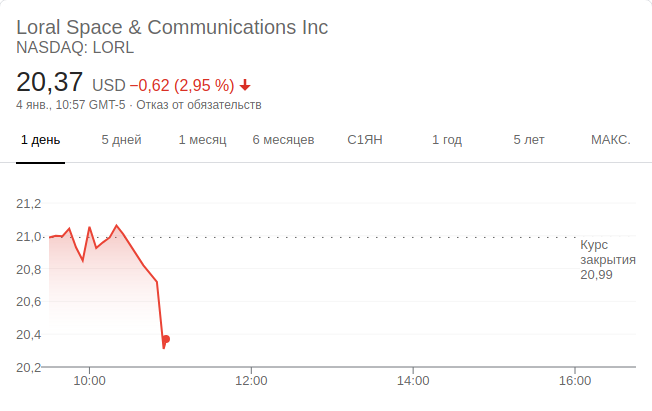 Loral Space & Communications Inc
NASDAQ: LORL
20,37 USD −0,62 (2,95 %)
4 янв., 10:57 GMT-5 · Отказ от обязательств
1 день 5 дней 1 месяц 6 месяцев С1ЯН 1 год 5 лет МАКС.
21,2
21,0
20,8
20,6
20,4
20,2
Курс
закрытия
20,99
10:00 12:00 14:00 16:00